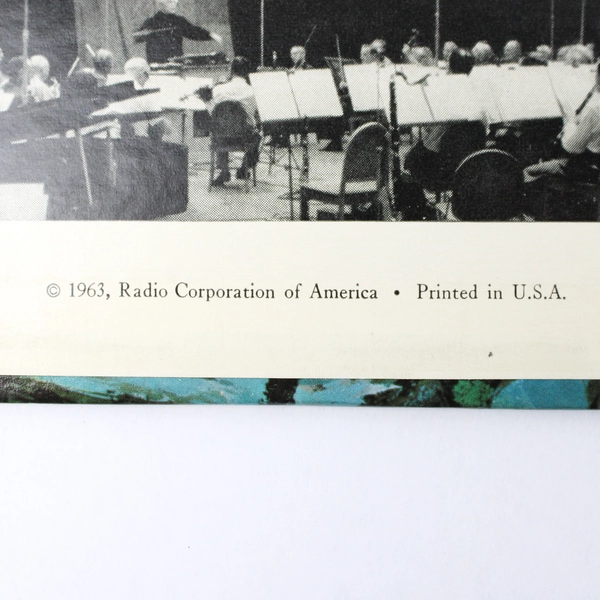 © 1963, Radio Corporation of America • Printed in U.S.A.